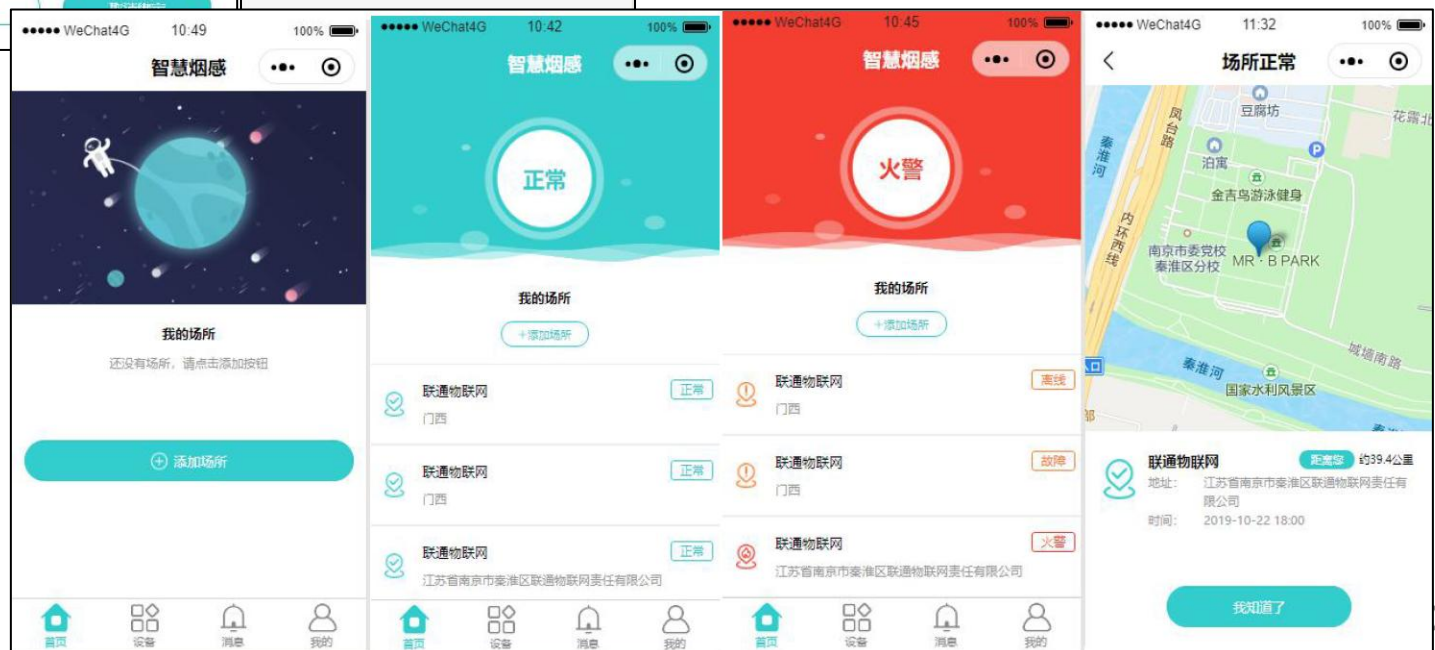 取消绑定
●●●●● WeChat4G 10:49 100%
智慧烟感
我的场所
还没有场所，请点击添加按钮
添加场所
首页 设备 消息 我的
●●●●● WeChat4G 10:42 100%
智慧烟感
正常
我的场所
+添加场所
联通物联网 正常
门西
联通物联网 正常
门西
联通物联网 正常
江苏省南京市秦淮区联通物联网责任有限公司
首页 设备 消息 我的
●●●●● WeChat4G 10:45 100%
智慧烟感
火警
我的场所
+添加场所
联通物联网 离线
门西
联通物联网 故障
门西
联通物联网 火警
江苏省南京市秦淮区联通物联网责任有限公司
首页 设备 消息 我的
●●●●● WeChat4G 11:32 100%
场所正常
豆腐坊
凤台路
花露北
秦淮河
泊寓
P
金吉鸟游泳健身
内环西线
南京市委党校
秦淮区分校
MR·B PARK
城墙南路
秦淮河
国家水利风景区
联通物联网 距离您 约39.4公里
地址： 江苏省南京市秦淮区联通物联网责任有
限公司
时间： 2019-10-22 18:00
我知道了